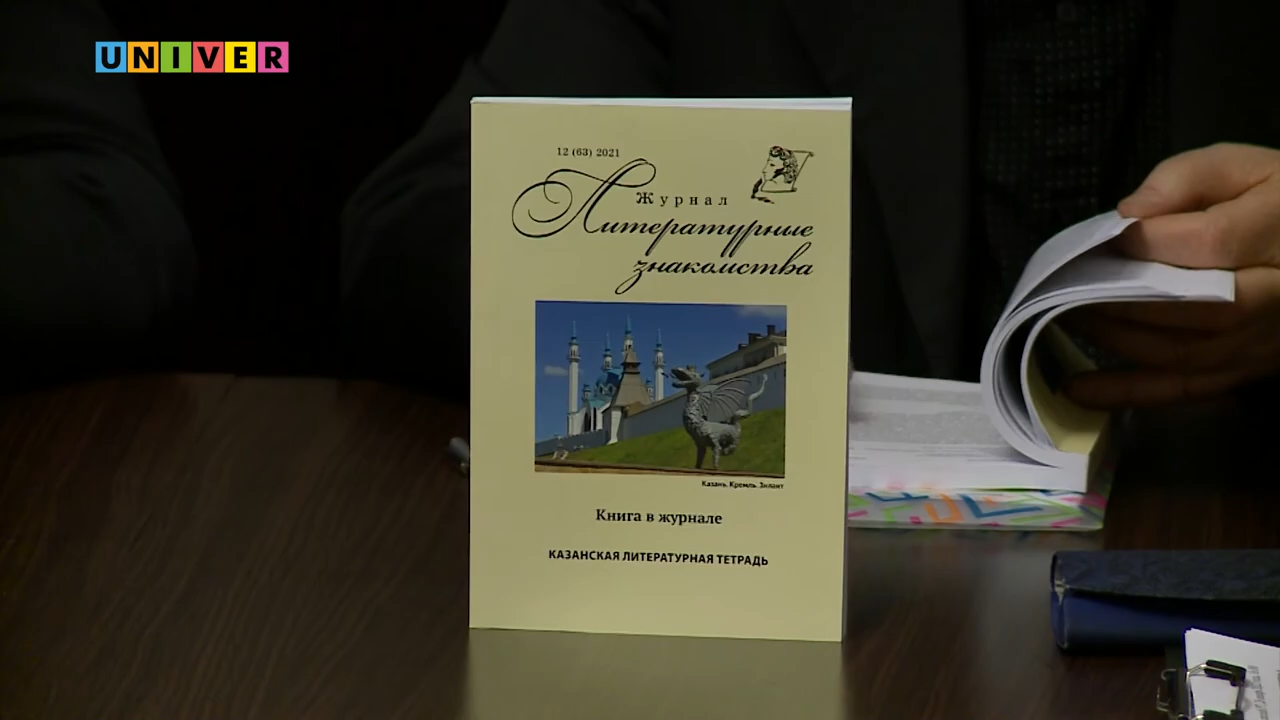 UNIVER
12 (63) 2021
Журнал
Литературные
знакомства
Казань. Кремль. Зилант
Книга в журнале
КАЗАНСКАЯ ЛИТЕРАТУРНАЯ ТЕТРАДЬ